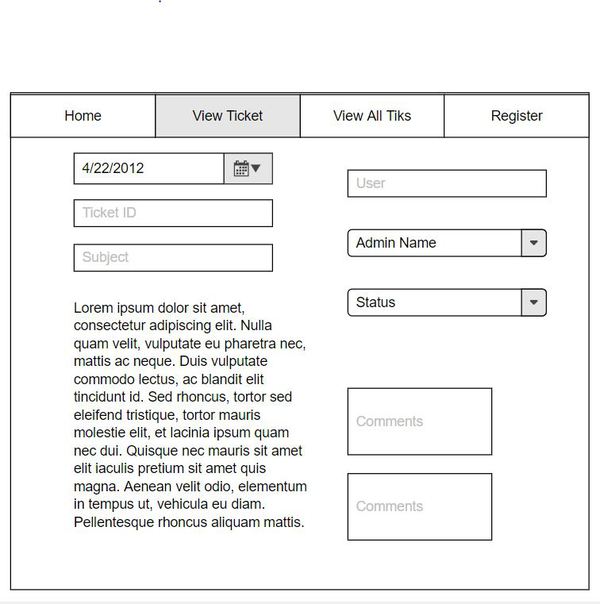 Home
View Ticket
View All Tiks
Register
4/22/2012
Ticket ID
Subject
Lorem ipsum dolor sit amet,
consectetur adipiscing elit. Nulla
quam velit, vulputate eu pharetra nec,
mattis ac neque. Duis vulputate
commodo lectus, ac blandit elit
tincidunt id. Sed rhoncus, tortor sed
eleifend tristique, tortor mauris
molestie elit, et lacinia ipsum quam
nec dui. Quisque nec mauris sit amet
elit iaculis pretium sit amet quis
magna. Aenean velit odio, elementum
in tempus ut, vehicula eu diam.
Pellentesque rhoncus aliquam mattis.
User
Admin Name
Status
Comments
Comments